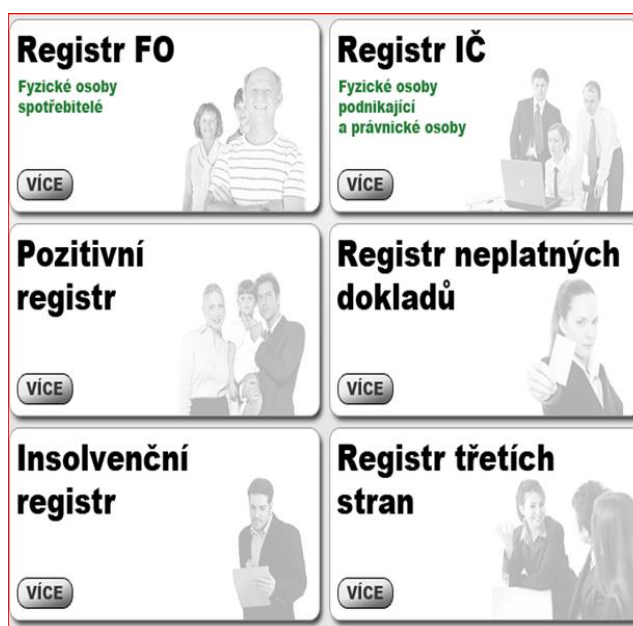 Registr FO
Fyzické osoby
spotřebitelé
VÍCE
Registr IČ
Fyzické osoby
podnikající
a právnické osoby
VÍCE
Pozitivní
registr
VÍCE
Registr neplatných
dokladů
VÍCE
Insolvenční
registr
VÍCE
Registr třetích
stran
VÍCE